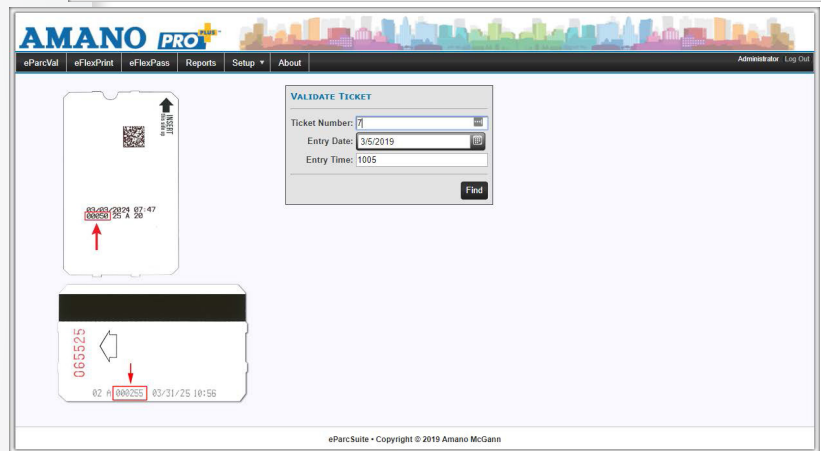 AMANO PRO PLUS
eParcVal eFlexPrint eFlexPass Reports Setup About
Administrator Log Out
INSERT
this side up
03/03/2024 07:47
00050 25 A 20
065525
02 A 000255 03/31/25 10:56
VALIDATE TICKET
Ticket Number: 7
Entry Date: 3/5/2019
Entry Time: 1005
Find
eParcSuite • Copyright © 2019 Amano McGann